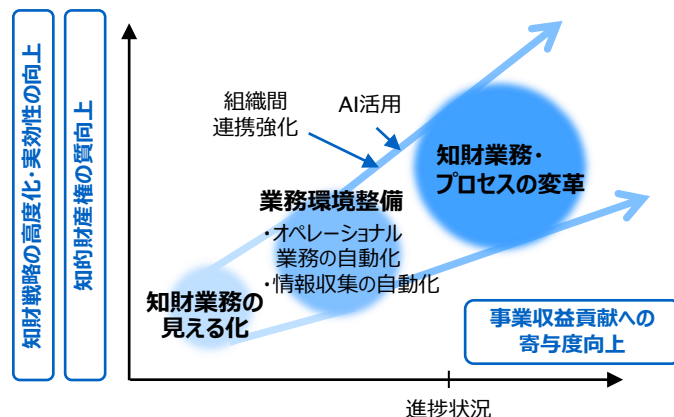 知財戦略の高度化・実効性の向上
知的財産権の質向上
組織間
連携強化
AI活用
知財業務・
プロセスの変革
業務環境整備
・オペレーショナル
業務の自動化
・情報収集の自動化
知財業務の
見える化
事業収益貢献への
寄与度向上
進捗状況